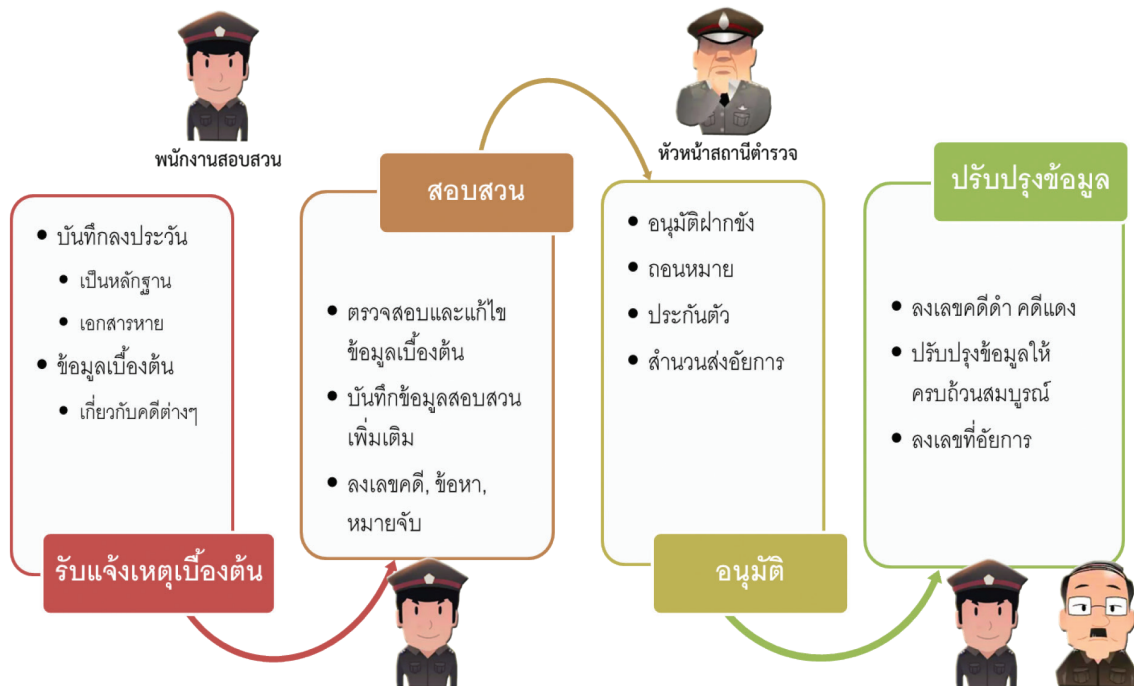 พนักงานสอบสวน
หัวหน้าสถานีตำรวจ
• บันทึกลงประวัน
• เป็นหลักฐาน
• เอกสารหาย
• ข้อมูลเบื้องต้น
• เกี่ยวกับคดีต่างๆ
รับแจ้งเหตุเบื้องต้น
สอบสวน
• ตรวจสอบและแก้ไข
ข้อมูลเบื้องต้น
• บันทึกข้อมูลสอบสวน
เพิ่มเติม
• ลงเลขคดี, ข้อหา,
หมายจับ
• อนุมัติฝากขัง
• ถอนหมาย
• ประกันตัว
• สำนวนส่งอัยการ
อนุมัติ
ปรับปรุงข้อมูล
• ลงเลขคดีดำ คดีแดง
• ปรับปรุงข้อมูลให้
ครบถ้วนสมบูรณ์
• ลงเลขที่อัยการ